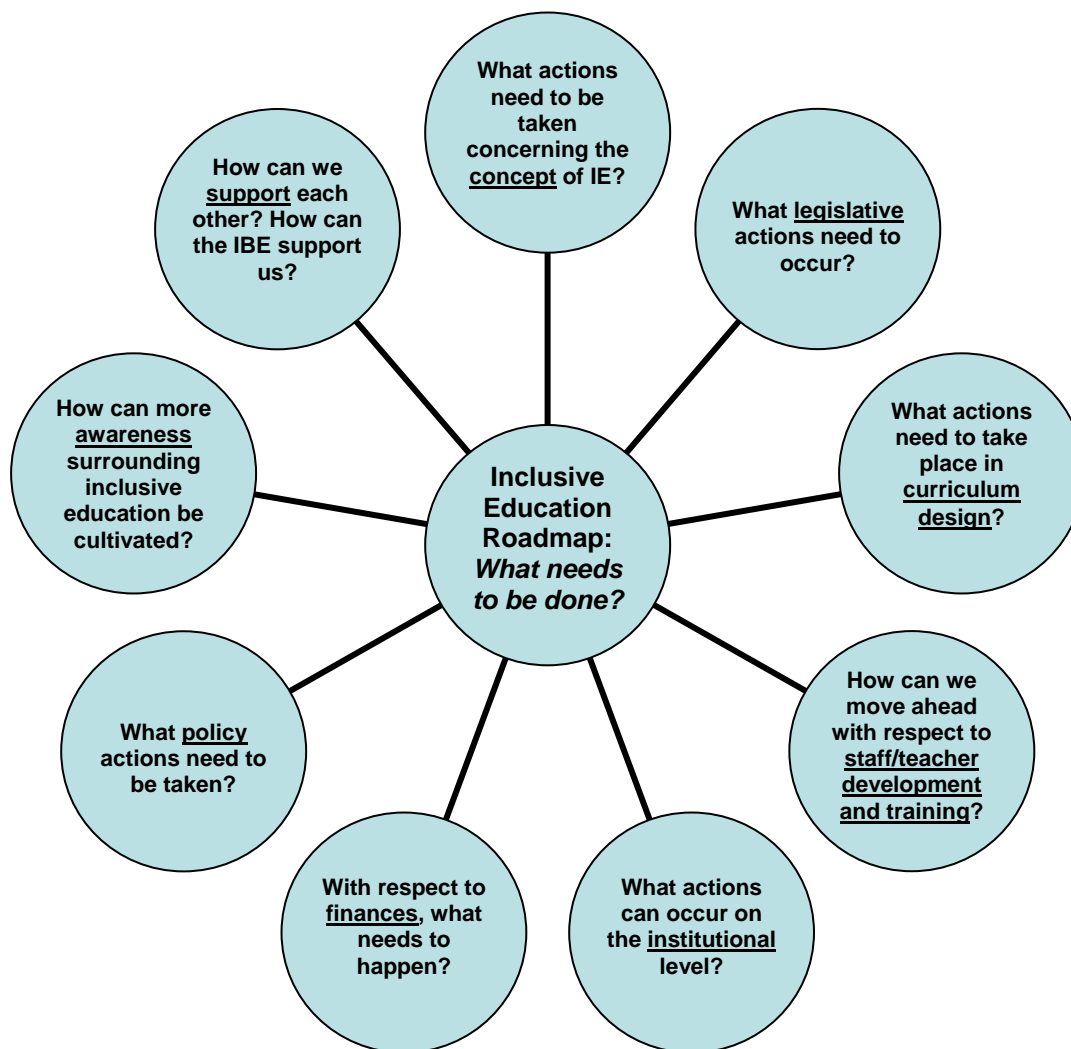 What actions
need to be
taken
concerning the
concept of IE?
What legislative
actions need to
occur?
What actions
need to take
place in
curriculum
design?
How can we
move ahead
with respect to
staff/teacher
development
and training?
What actions
can occur on
the institutional
level?
With respect to
finances, what
needs to
happen?
What policy
actions need to
be taken?
How can more
awareness
surrounding
inclusive
education be
cultivated?
How can we
support each
other? How can
the IBE support
us?
Inclusive
Education
Roadmap:
What needs
to be done?